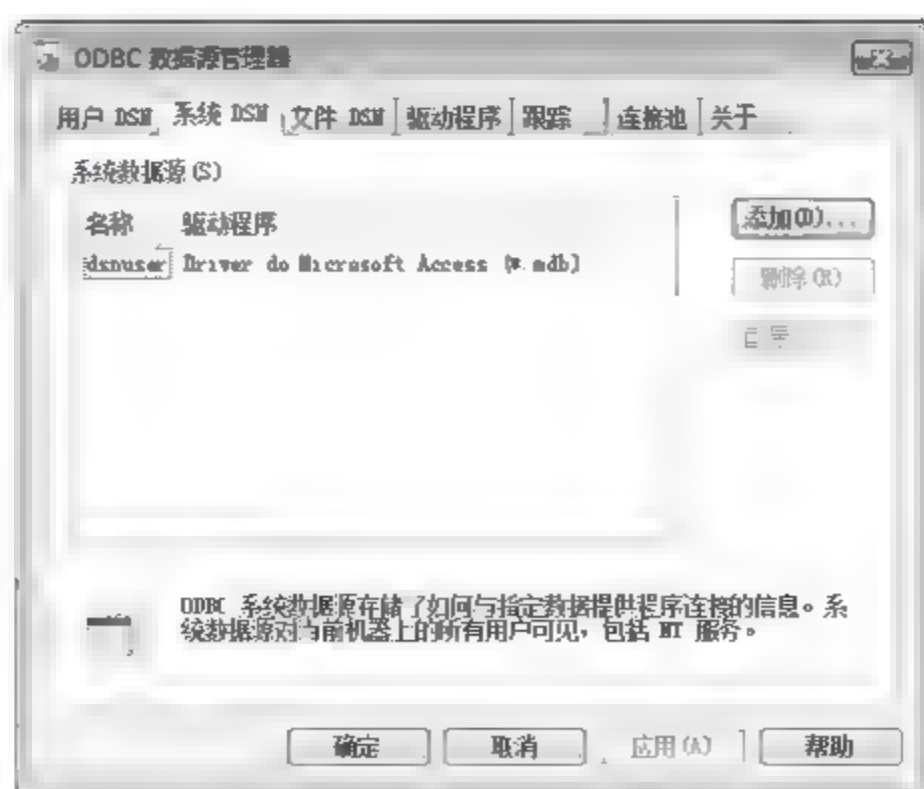 ODBC 数据源管理器
用户 DSN 系统 DSN 文件 DSN 驱动程序 跟踪 连接池 关于
系统数据源(S)
名称 驱动程序
添加(D)...
dsnuser Driver do Microsoft Access (*.mdb)
删除(R)
ODBC 系统数据源存储了如何与指定数据提供程序连接的信息。系
统数据源对当前机器上的所有用户可见，包括 NT 服务。
确定 取消 应用(A) 帮助